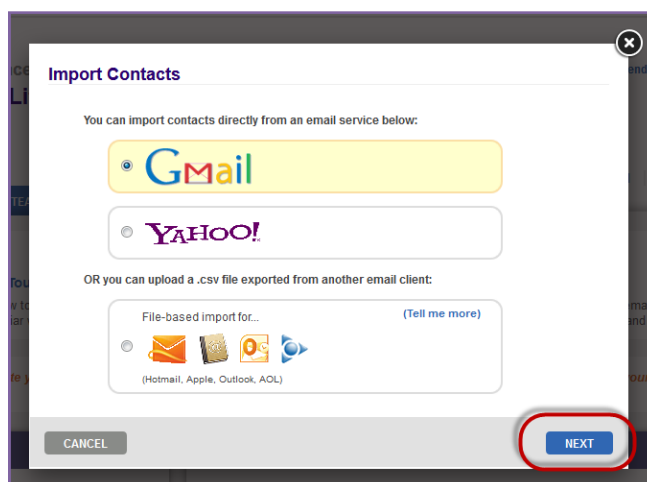 Import Contacts
You can import contacts directly from an email service below:
Gmail
YAHOO!
OR you can upload a .csv file exported from another email client:
File-based import for...
(Tell me more)
(Hotmail, Apple, Outlook, AOL)
CANCEL
NEXT